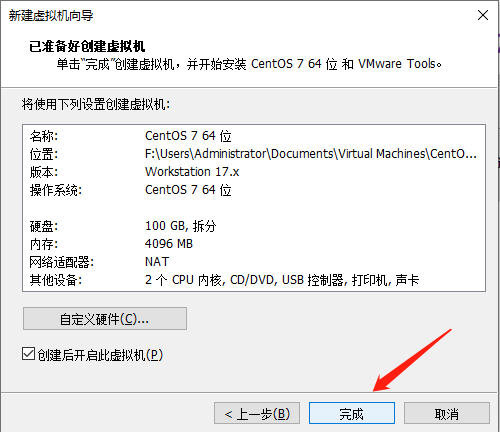 新建虚拟机向导
已准备好创建虚拟机
单击“完成”创建虚拟机，并开始安装 CentOS 7 64 位 和 VMware Tools。
将使用下列设置创建虚拟机:
名称: CentOS 7 64 位
位置: F:\Users\Administrator\Documents\Virtual Machines\CentO...
版本: Workstation 17.x
操作系统: CentOS 7 64 位
硬盘: 100 GB, 拆分
内存: 4096 MB
网络适配器: NAT
其他设备: 2 个 CPU 内核, CD/DVD, USB 控制器, 打印机, 声卡
自定义硬件(C)...
创建后开启此虚拟机(P)
< 上一步(B) 完成 取消